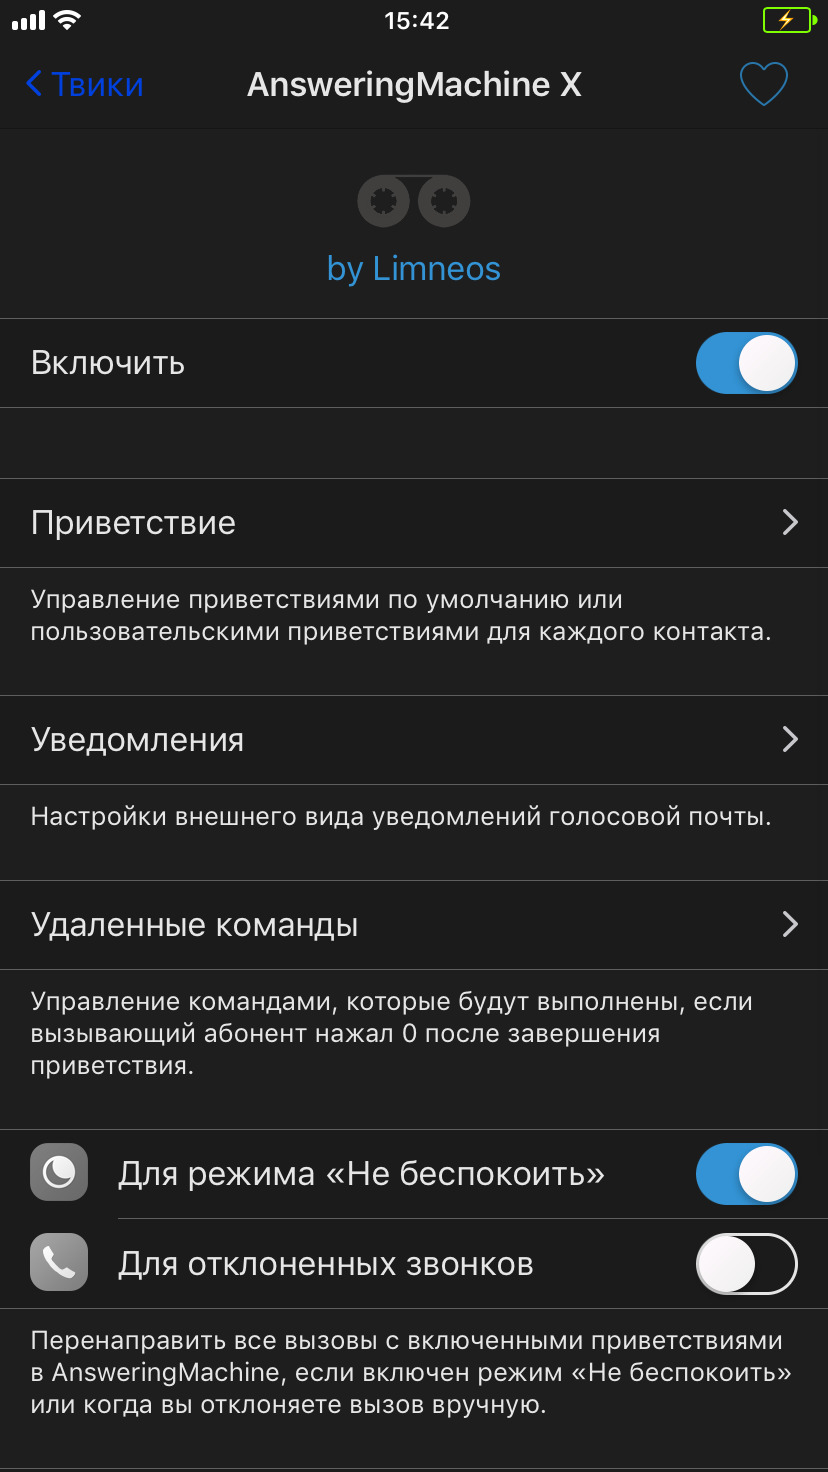 15:42
Твики
AnsweringMachine X
by Limneos
Включить
Приветствие
Управление приветствиями по умолчанию или
пользовательскими приветствиями для каждого контакта.
Уведомления
Настройки внешнего вида уведомлений голосовой почты.
Удаленные команды
Управление командами, которые будут выполнены, если
вызывающий абонент нажал 0 после завершения
приветствия.
Для режима «Не беспокоить»
Для отклоненных звонков
Перенаправить все вызовы с включенными приветствиями
в AnsweringMachine, если включен режим «Не беспокоить»
или когда вы отклоняете вызов вручную.